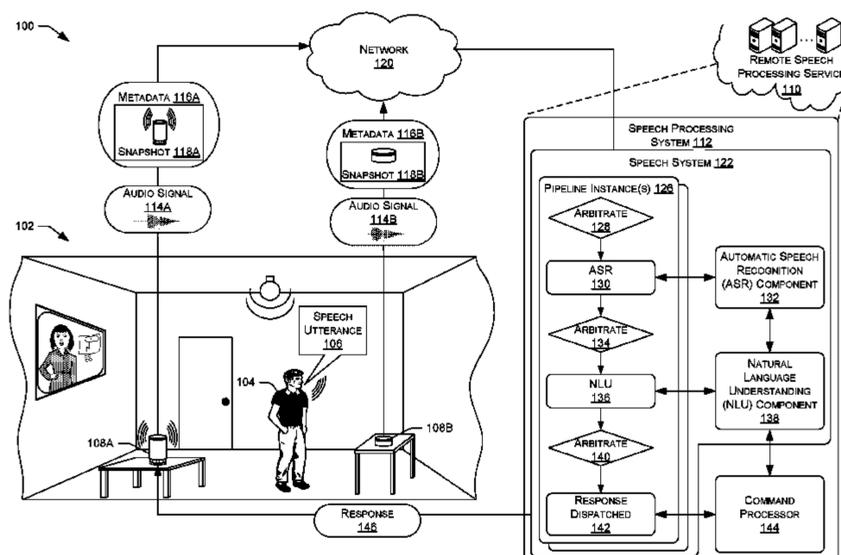 100
NETWORK
120
REMOTE SPEECH
PROCESSING SERVICE
110
METADATA 116A
SNAPSHOT 118A
METADATA 116B
SNAPSHOT 118B
AUDIO SIGNAL
114A
AUDIO SIGNAL
114B
SPEECH PROCESSING
SYSTEM 112
SPEECH SYSTEM 122
PIPELINE INSTANCE(S) 126
ARBITRATE
128
ASR
130
AUTOMATIC SPEECH
RECOGNITION
(ASR) COMPONENT
132
ARBITRATE
134
NLU
136
NATURAL
LANGUAGE
UNDERSTANDING
(NLU) COMPONENT
138
ARBITRATE
140
RESPONSE
DISPATCHED
142
COMMAND
PROCESSOR
144
102
SPEECH
UTTERANCE
106
104
108A
108B
RESPONSE
146